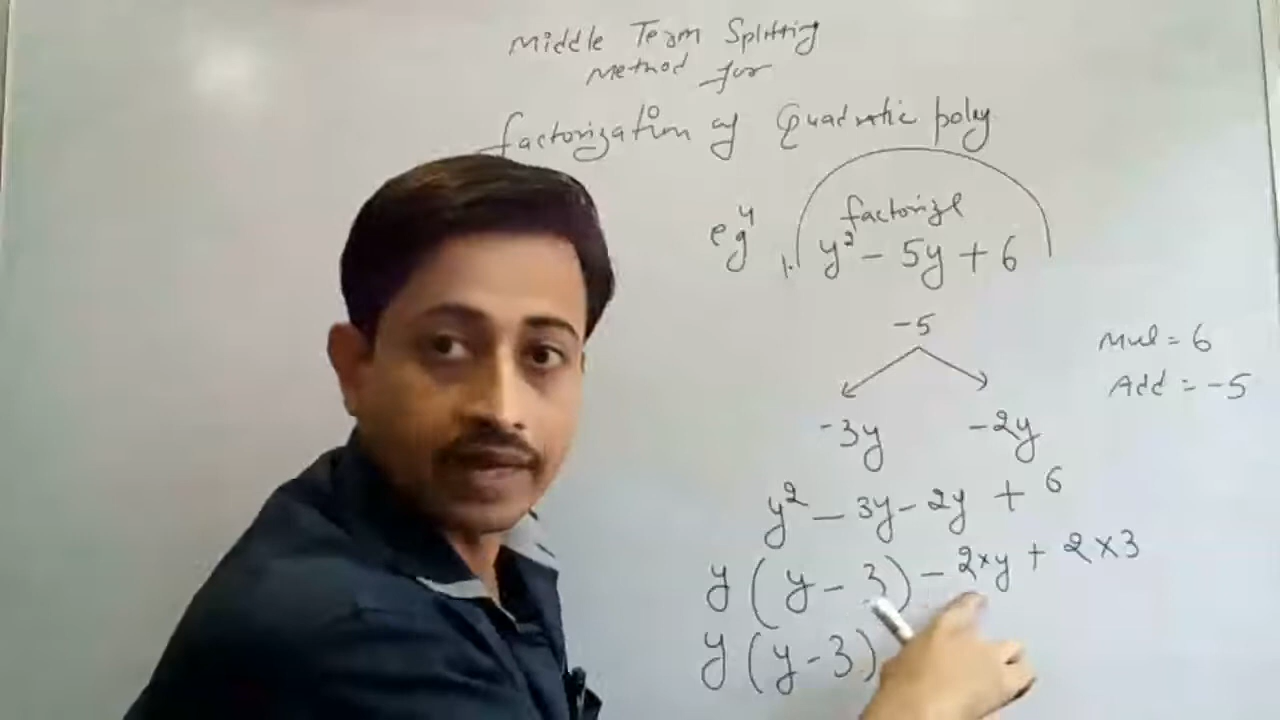 Middle Term Splitting
Method for
factorization of Quadratic poly
eg 4
factorize
1. y² - 5y + 6
-5
Mul = 6
Add = -5
-3y -2y
y² - 3y - 2y + 6
y(y-3) - 2×y + 2×3
y(y-3)